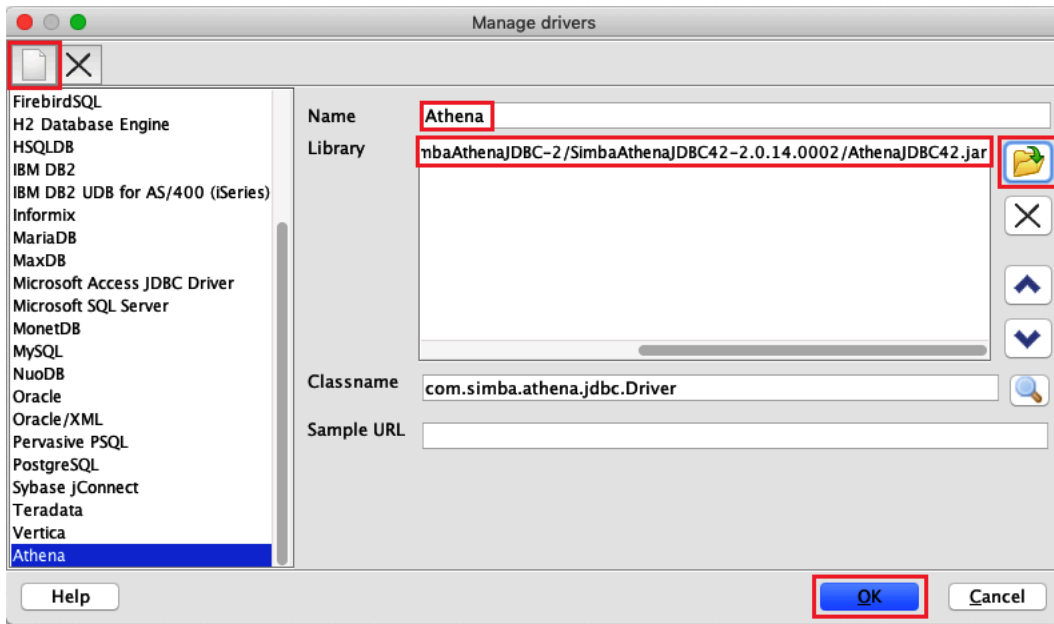 Manage drivers
FirebirdSQL
H2 Database Engine
HSQLDB
IBM DB2
IBM DB2 UDB for AS/400 (iSeries)
Informix
MariaDB
MaxDB
Microsoft Access JDBC Driver
Microsoft SQL Server
MonetDB
MySQL
NuoDB
Oracle
Oracle/XML
Pervasive PSQL
PostgreSQL
Sybase jConnect
Teradata
Vertica
Athena
Name Athena
Library mbaAthenaJDBC-2/SimbaAthenaJDBC42-2.0.14.0002/AthenaJDBC42.jar
Classname com.simba.athena.jdbc.Driver
Sample URL
Help OK Cancel